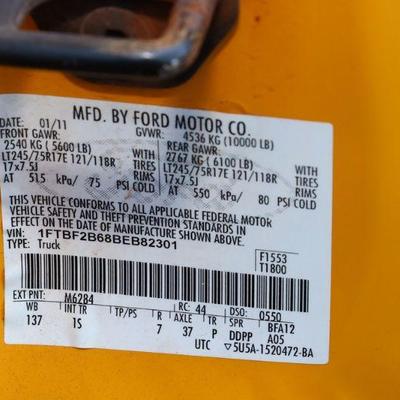 MFD. BY FORD MOTOR CO.
DATE: 01/11 GVWR: 4536 KG (10000 LB)
FRONT GAWR: REAR GAWR:
2540 KG (5600 LB) 2767 KG (6100 LB)
LT245/75R17E 121/118R TIRES LT245/75R17E 121/118R TIRES
17x7.5J RIMS 17x7.5J RIMS
AT 515 kPa/ 75 PSI COLD AT 550 kPa/ 80 PSI COLD
THIS VEHICLE CONFORMS TO ALL APPLICABLE FEDERAL MOTOR
VEHICLE SAFETY AND THEFT PREVENTION STANDARDS
IN EFFECT ON THE DATE OF MANUFACTURE SHOWN ABOVE.
VIN: 1FTBF2B68BEB82301
TYPE: Truck
F1553
T1800
EXT PNT: M6284 RC: 44 DSO: 0550
WB INT TR TP/PS R AXLE TR SPR BFA12
137 1S 7 37 P DDPP A05
UTC ▽5U5A-1520472-BA